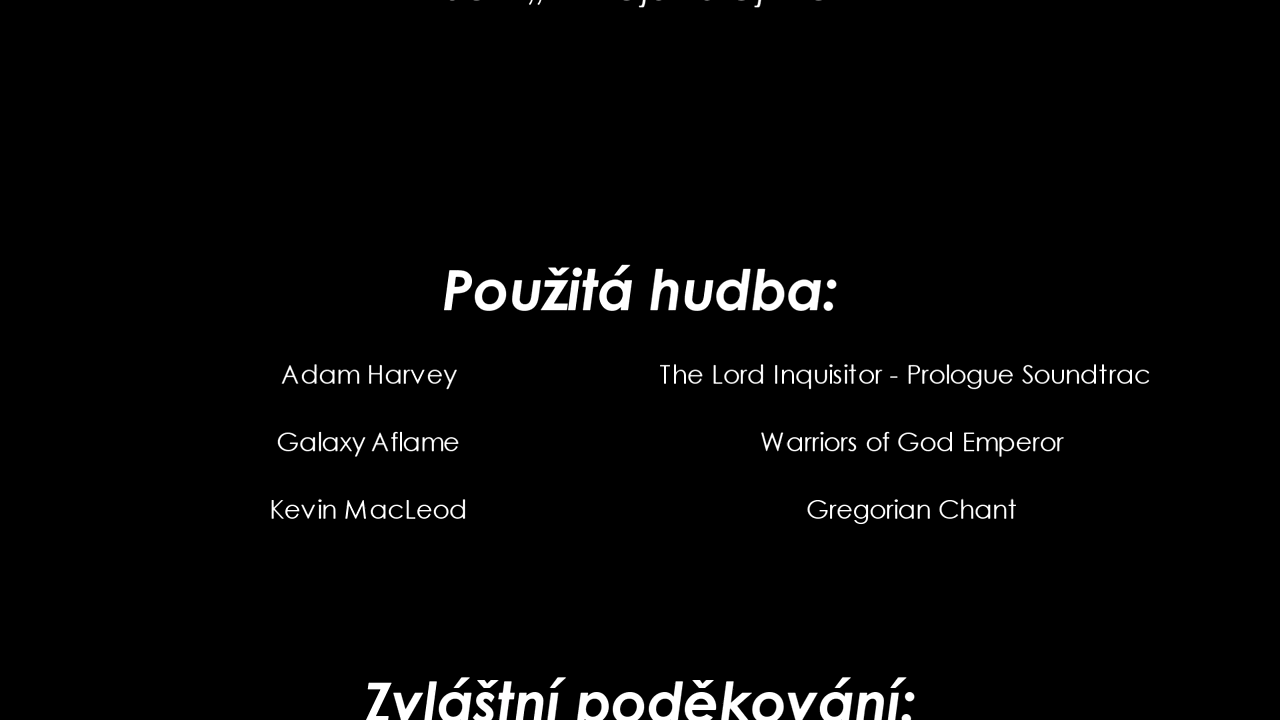 Použitá hudba:
Adam Harvey The Lord Inquisitor - Prologue Soundtrac
Galaxy Aflame Warriors of God Emperor
Kevin MacLeod Gregorian Chant
Zvláštní poděkování: